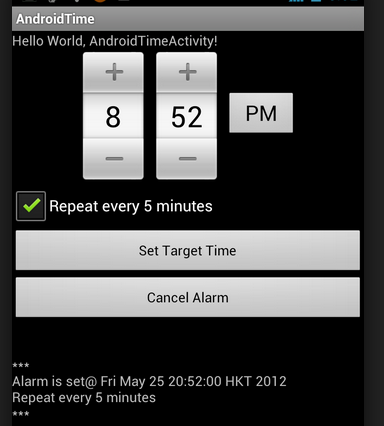 AndroidTime
Hello World, AndroidTimeActivity!
+ +
8 52 PM
− −
Repeat every 5 minutes
Set Target Time
Cancel Alarm
***
Alarm is set@ Fri May 25 20:52:00 HKT 2012
Repeat every 5 minutes
***